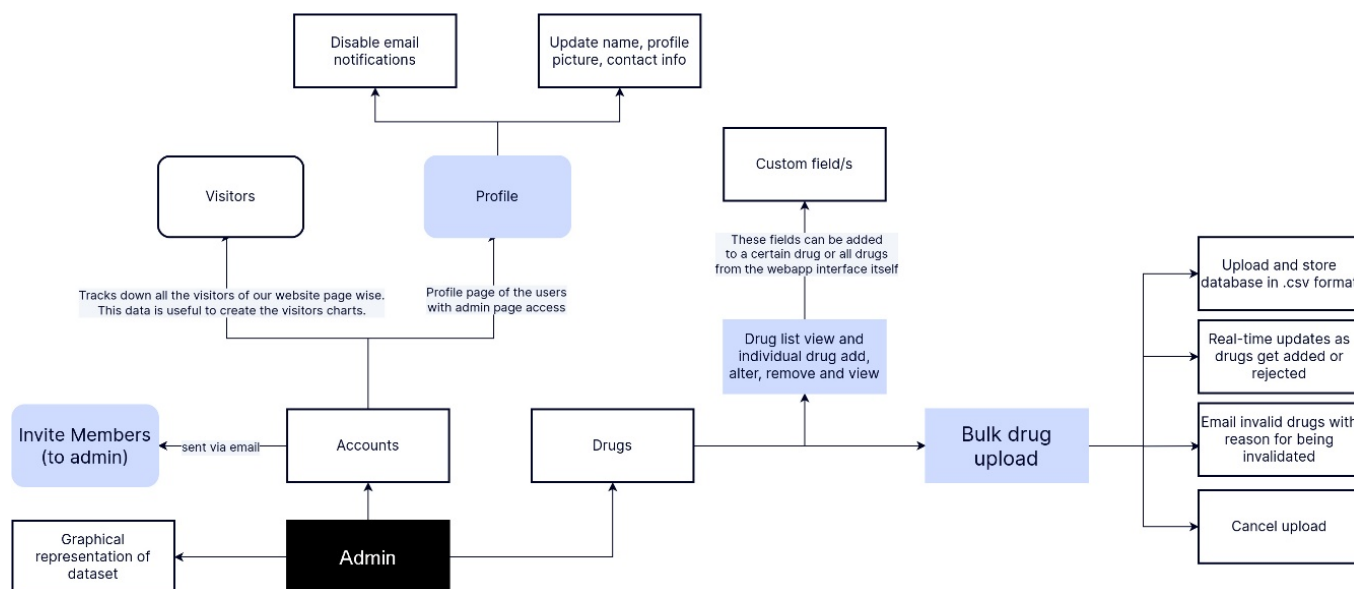 Disable email
notifications
Update name, profile
picture, contact info
Visitors
Profile
Custom field/s
Tracks down all the visitors of our website page wise.
This data is useful to create the visitors charts.
Profile page of the users
with admin page access
These fields can be added
to a certain drug or all drugs
from the webapp interface itself
Drug list view and
individual drug add,
alter, remove and view
Invite Members
(to admin)
sent via email
Accounts
Drugs
Bulk drug
upload
Upload and store
database in .csv format
Real-time updates as
drugs get added or
rejected
Email invalid drugs with
reason for being
invalidated
Cancel upload
Graphical
representation of
dataset
Admin